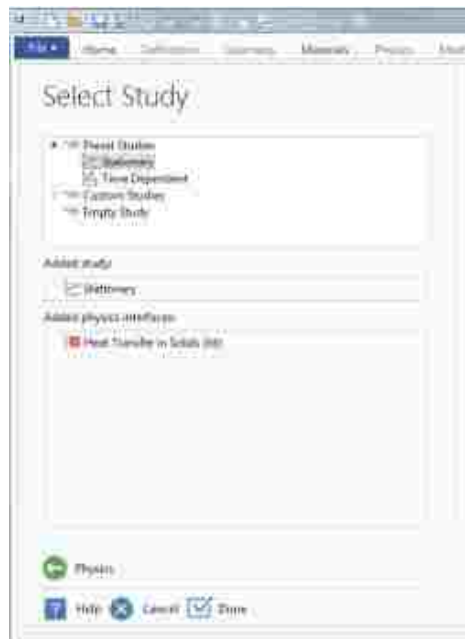 File Home Definitions Geometry Materials Physics
Select Study
Preset Studies
Stationary
Time Dependent
Custom Studies
Empty Study
Added study:
Stationary
Added physics interfaces:
Heat Transfer in Solids (ht)
Physics
Help Cancel Done